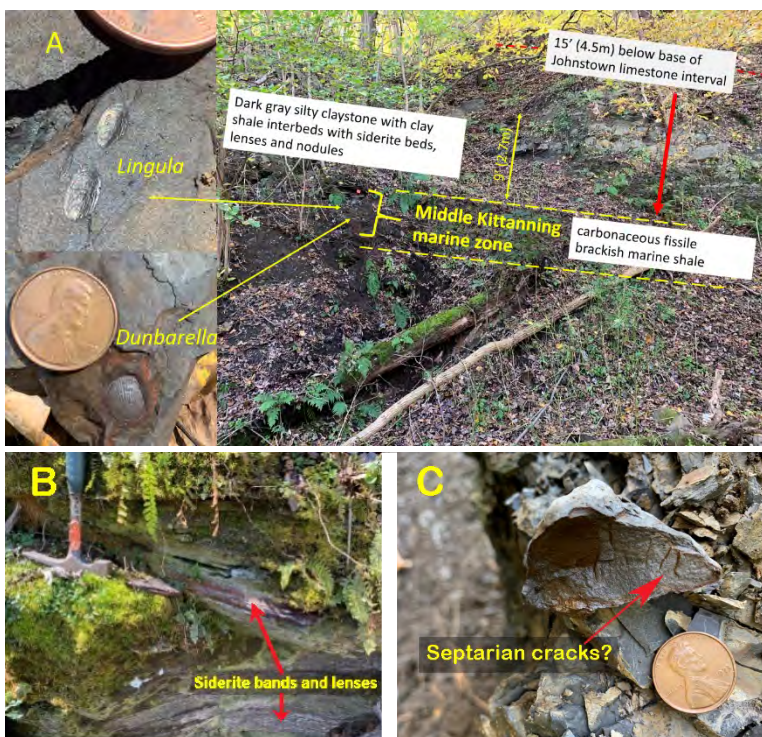 A
Lingula
Dunbarella
Dark gray silty claystone with clay
shale interbeds with siderite beds,
lenses and nodules
15’ (4.5m) below base of
Johnstown limestone interval
9’ (2.7m)
Middle Kittanning
marine zone
carbonaceous fissile
brackish marine shale
B
Siderite bands and lenses
C
Septarian cracks?